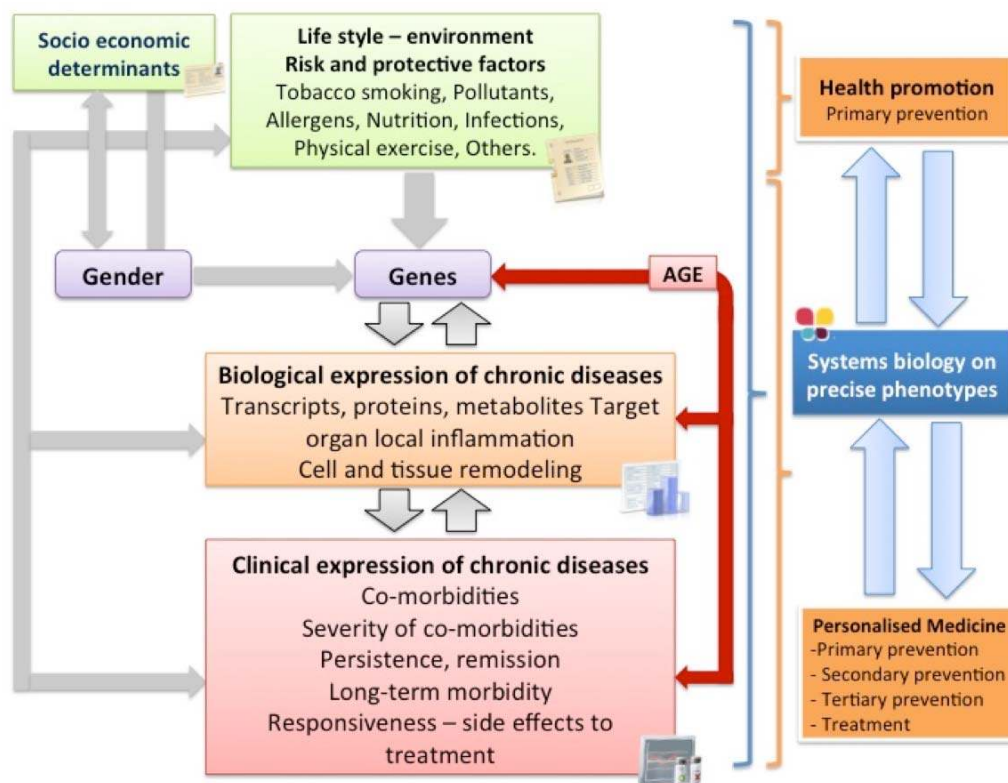 Socio economic
determinants
Life style – environment
Risk and protective factors
Tobacco smoking, Pollutants,
Allergens, Nutrition, Infections,
Physical exercise, Others.
Health promotion
Primary prevention
Gender
Genes
AGE
Biological expression of chronic diseases
Transcripts, proteins, metabolites Target
organ local inflammation
Cell and tissue remodeling
Systems biology on
precise phenotypes
Clinical expression of chronic diseases
Co-morbidities
Severity of co-morbidities
Persistence, remission
Long-term morbidity
Responsiveness – side effects to
treatment
Personalised Medicine
-Primary prevention
- Secondary prevention
- Tertiary prevention
- Treatment